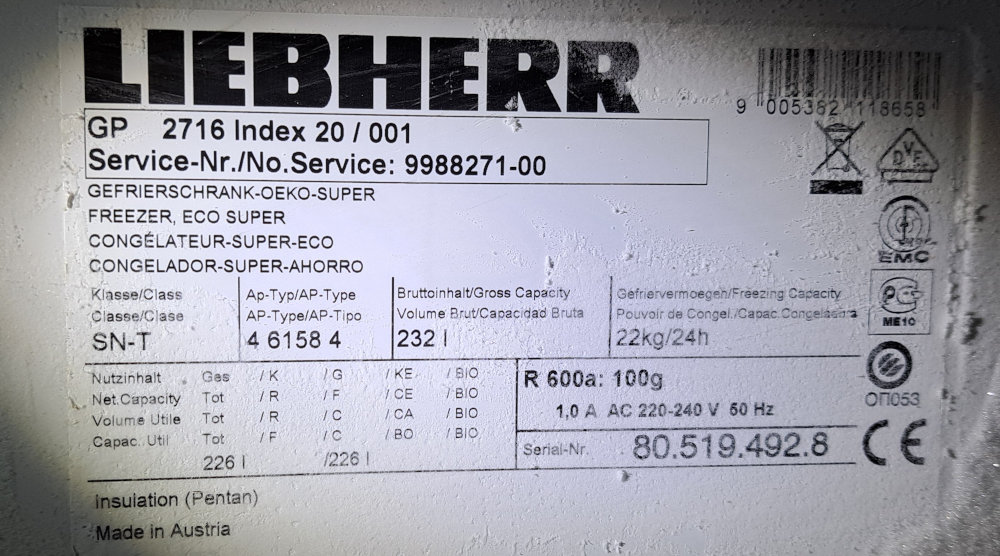 LIEBHERR
9 005382 118658
GP 2716 Index 20 / 001
Service-Nr./No.Service: 9988271-00
DVE
GEFRIERSCHRANK-OEKO-SUPER
FREEZER, ECO SUPER
CONGÉLATEUR-SUPER-ECO
CONGELADOR-SUPER-AHORRO
EMC
Klasse/Class Ap-Typ/AP-Type Bruttoinhalt/Gross Capacity Gefriervermoegen/Freezing Capacity
Classe/Clase AP-Type/AP-Tipo Volume Brut/Capacidad Bruta Pouvoir de Congel./Capac.Congeladora
SN-T 4 6158 4 232 l 22kg/24h
ME10
Nutzinhalt Ges / K / G / KE / BIO
Net.Capacity Tot / R / F / CE / BIO
Volume Utile Tot / R / C / CA / BIO
Capac. Util Tot / F / C / BO / BIO
226 l /226 l
R 600a: 100g
1,0 A AC 220-240 V 50 Hz
Serial-Nr. 80.519.492.8
ОП053
CE
Insulation (Pentan)
Made in Austria